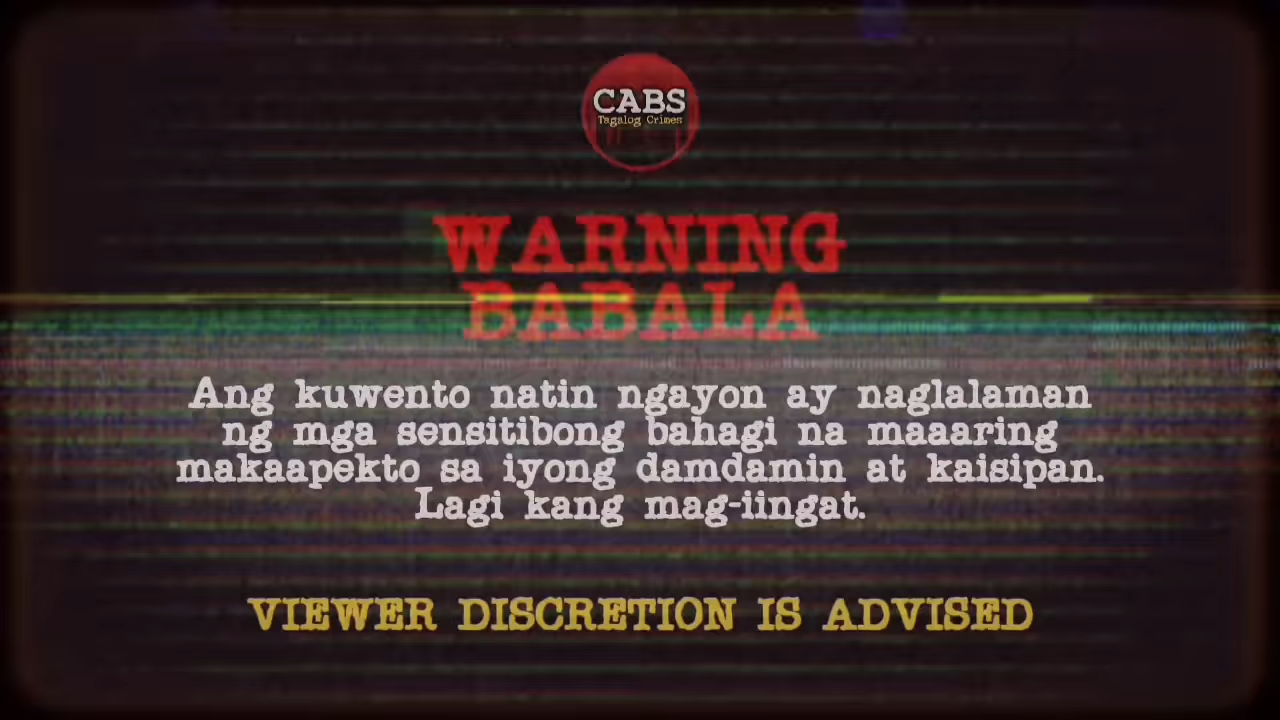 CABS
Tagalog Crimes
WARNING
BABALA
Ang kuwento natin ngayon ay naglalaman
ng mga sensitibong bahagi na maaaring
makaapekto sa iyong damdamin at kaisipan.
Lagi kang mag-iingat.
VIEWER DISCRETION IS ADVISED